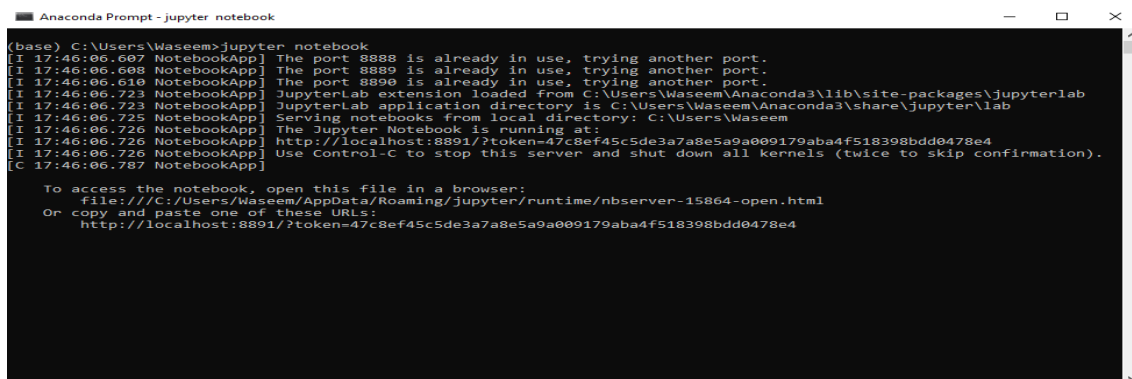 Anaconda Prompt - jupyter notebook
(base) C:\Users\Waseem>jupyter notebook
[I 17:46:06.607 NotebookApp] The port 8888 is already in use, trying another port.
[I 17:46:06.608 NotebookApp] The port 8889 is already in use, trying another port.
[I 17:46:06.610 NotebookApp] The port 8890 is already in use, trying another port.
[I 17:46:06.723 NotebookApp] JupyterLab extension loaded from C:\Users\Waseem\Anaconda3\lib\site-packages\jupyterlab
[I 17:46:06.723 NotebookApp] JupyterLab application directory is C:\Users\Waseem\Anaconda3\share\jupyter\lab
[I 17:46:06.725 NotebookApp] Serving notebooks from local directory: C:\Users\Waseem
[I 17:46:06.726 NotebookApp] The Jupyter Notebook is running at:
[I 17:46:06.726 NotebookApp] http://localhost:8891/?token=47c8ef45c5de3a7a8e5a9a009179aba4f518398bdd0478e4
[I 17:46:06.726 NotebookApp] Use Control-C to stop this server and shut down all kernels (twice to skip confirmation).
[C 17:46:06.787 NotebookApp]
To access the notebook, open this file in a browser:
file:///C:/Users/Waseem/AppData/Roaming/jupyter/runtime/nbserver-15864-open.html
Or copy and paste one of these URLs:
http://localhost:8891/?token=47c8ef45c5de3a7a8e5a9a009179aba4f518398bdd0478e4